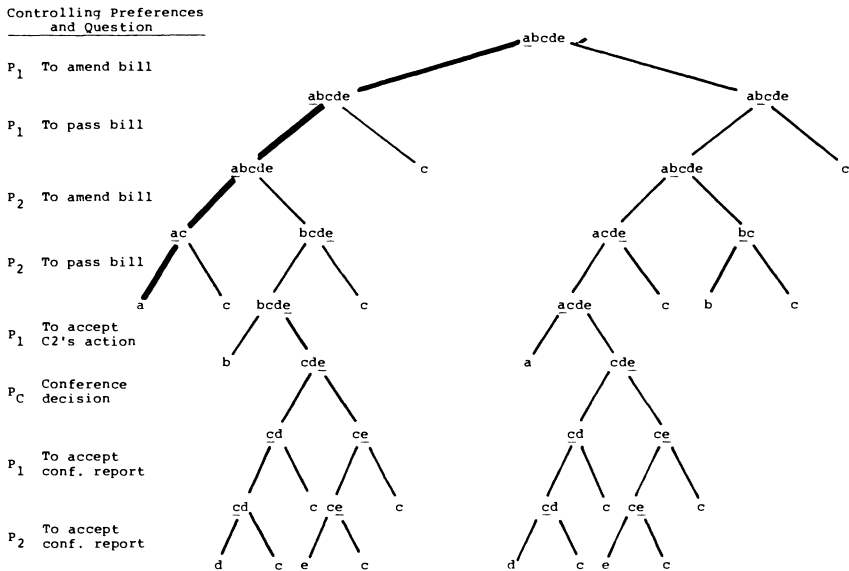 Controlling Preferences
and Question
abcde
P1 To amend bill
abcde abcde
P1 To pass bill
abcde c abcde c
P2 To amend bill
ac bcde acde bc
P2 To pass bill
a c bcde c acde c b c
P1 To accept
C2's action
b cde a cde
PC Conference
decision
cd ce cd ce
P1 To accept
conf. report
cd c ce c cd c ce c
P2 To accept
conf. report
d c e c d c e c